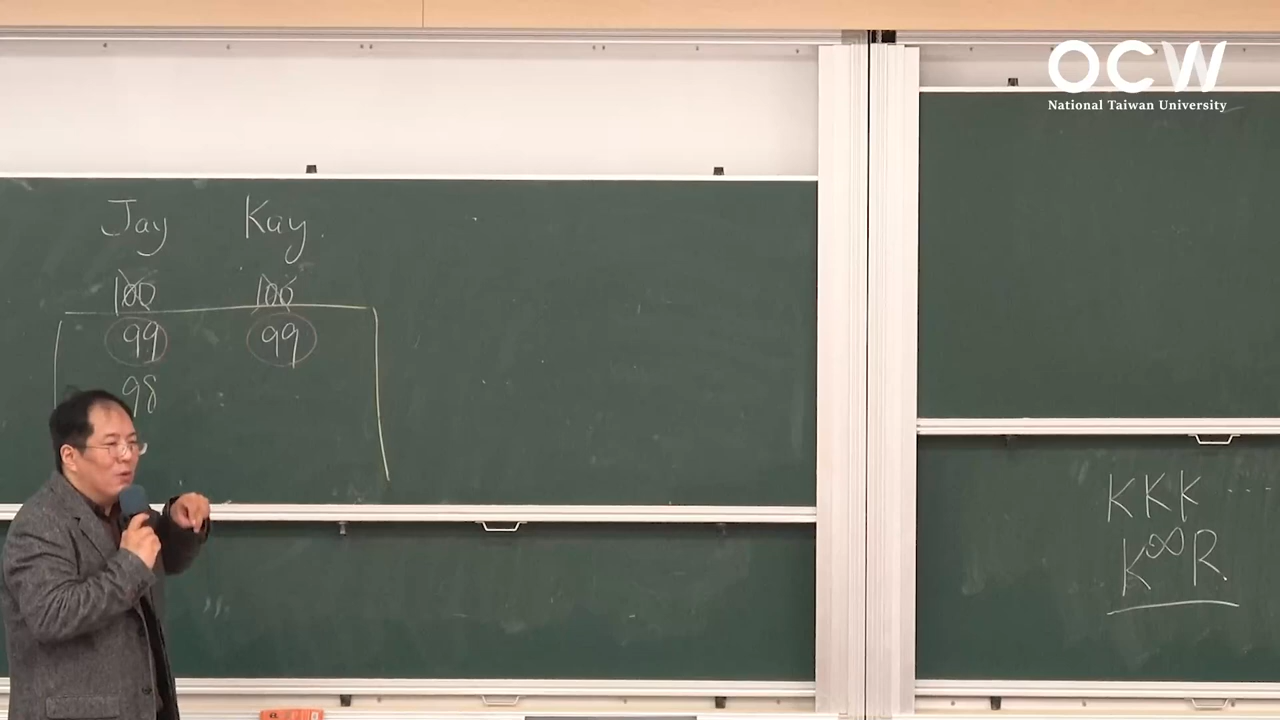 Jay Kay.
100 100
99 99
98
KKK ....
K∞R.
OCW
National Taiwan University